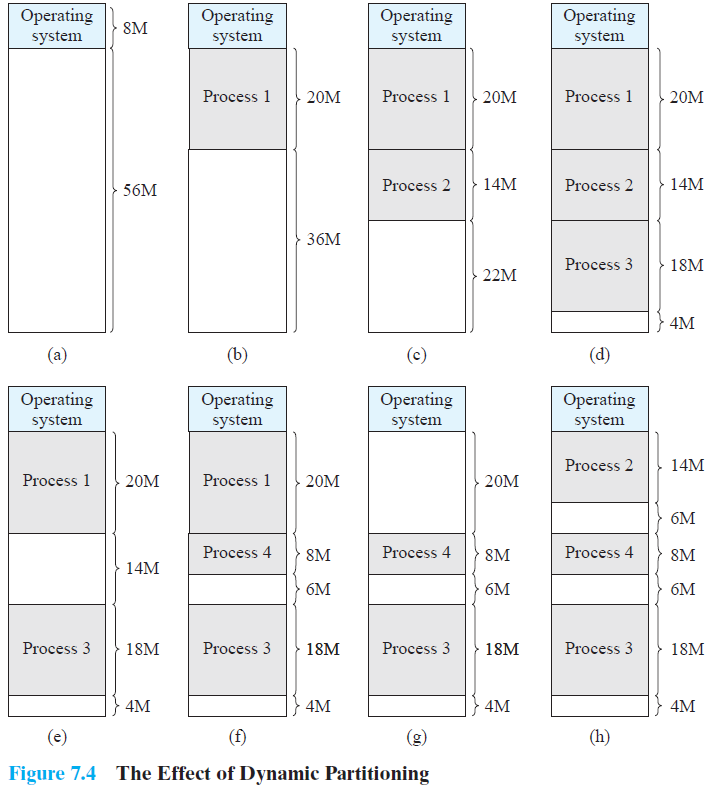 Operating
system
8M
56M
(a)
Operating
system
Process 1
20M
36M
(b)
Operating
system
Process 1
20M
Process 2
14M
22M
(c)
Operating
system
Process 1
20M
Process 2
14M
Process 3
18M
4M
(d)
Operating
system
Process 1
20M
14M
Process 3
18M
4M
(e)
Operating
system
Process 1
20M
Process 4
8M
6M
Process 3
18M
4M
(f)
Operating
system
20M
Process 4
8M
6M
Process 3
18M
4M
(g)
Operating
system
Process 2
14M
6M
Process 4
8M
6M
Process 3
18M
4M
(h)
Figure 7.4 The Effect of Dynamic Partitioning